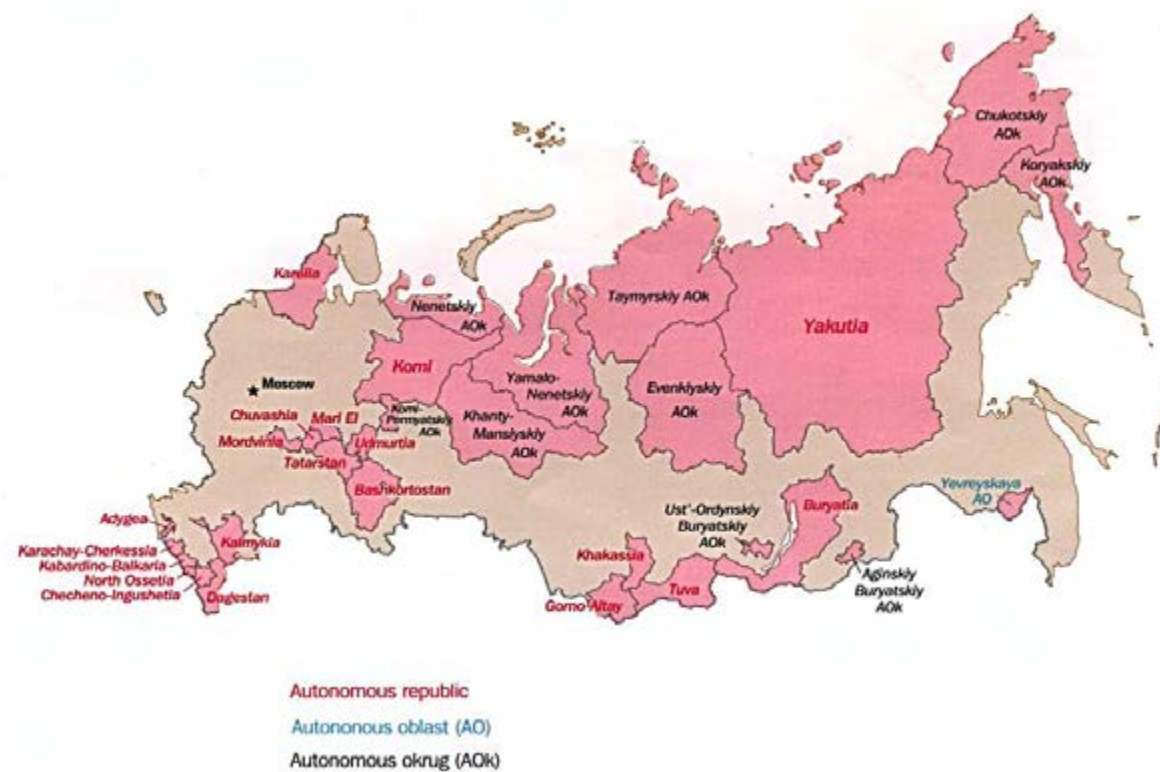 Chukotskiy
AOk
Koryakskiy
AOk
Karelia
Nenetskiy
AOk
Taymyrskiy AOk
Yakutia
Komi
Yamalo-
Nenetskiy
AOk
Evenkiyskiy
AOk
Moscow
Khanty-
Mansiyskiy
AOk
Komi-
Permyatskiy
AOk
Chuvashia
Mari El
Mordvinia
Udmurtia
Tatarstan
Bashkortostan
Yevreyskaya
AO
Ust'-Ordynskiy
Buryatskiy
AOk
Buryatia
Adygea
Kalmykia
Karachay-Cherkessia
Kabardino-Balkaria
North Ossetia
Checheno-Ingushetia
Dagestan
Khakassia
Gorno-Altay
Tuva
Aginskiy
Buryatskiy
AOk
Autonomous republic
Autononous oblast (AO)
Autonomous okrug (AOk)